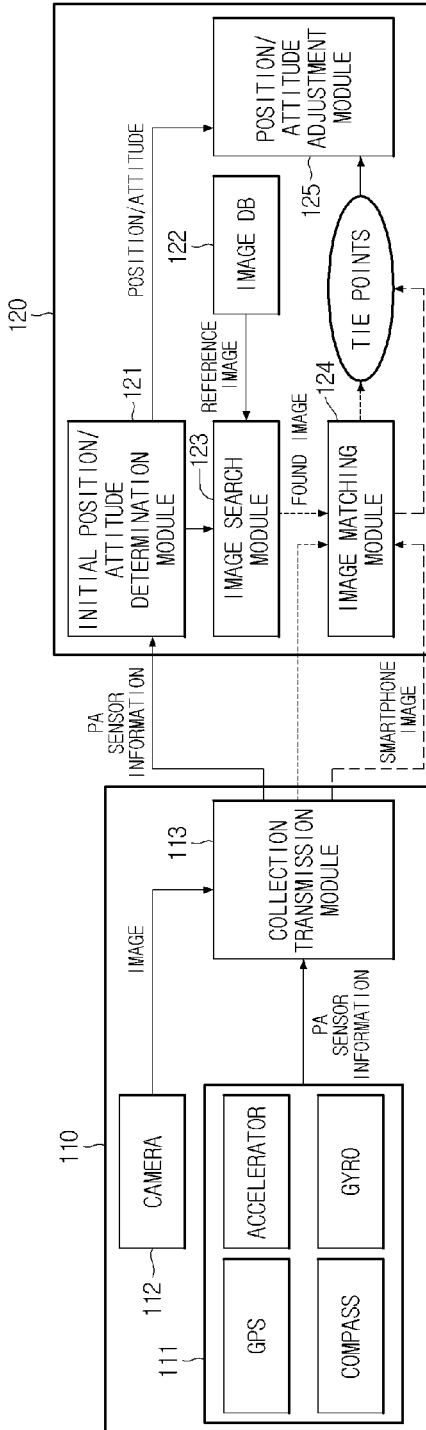 110
112
CAMERA
IMAGE
111
GPS
ACCELERATOR
COMPASS
GYRO
PA
SENSOR
INFORMATION
113
COLLECTION
TRANSMISSION
MODULE
PA
SENSOR
INFORMATION
SMARTPHONE
IMAGE
120
121
INITIAL POSITION/
ATTITUDE
DETERMINATION
MODULE
POSITION/ATTITUDE
123
IMAGE SEARCH
MODULE
REFERENCE
IMAGE
122
IMAGE DB
FOUND IMAGE
124
IMAGE MATCHING
MODULE
TIE POINTS
125
POSITION/
ATTITUDE
ADJUSTMENT
MODULE